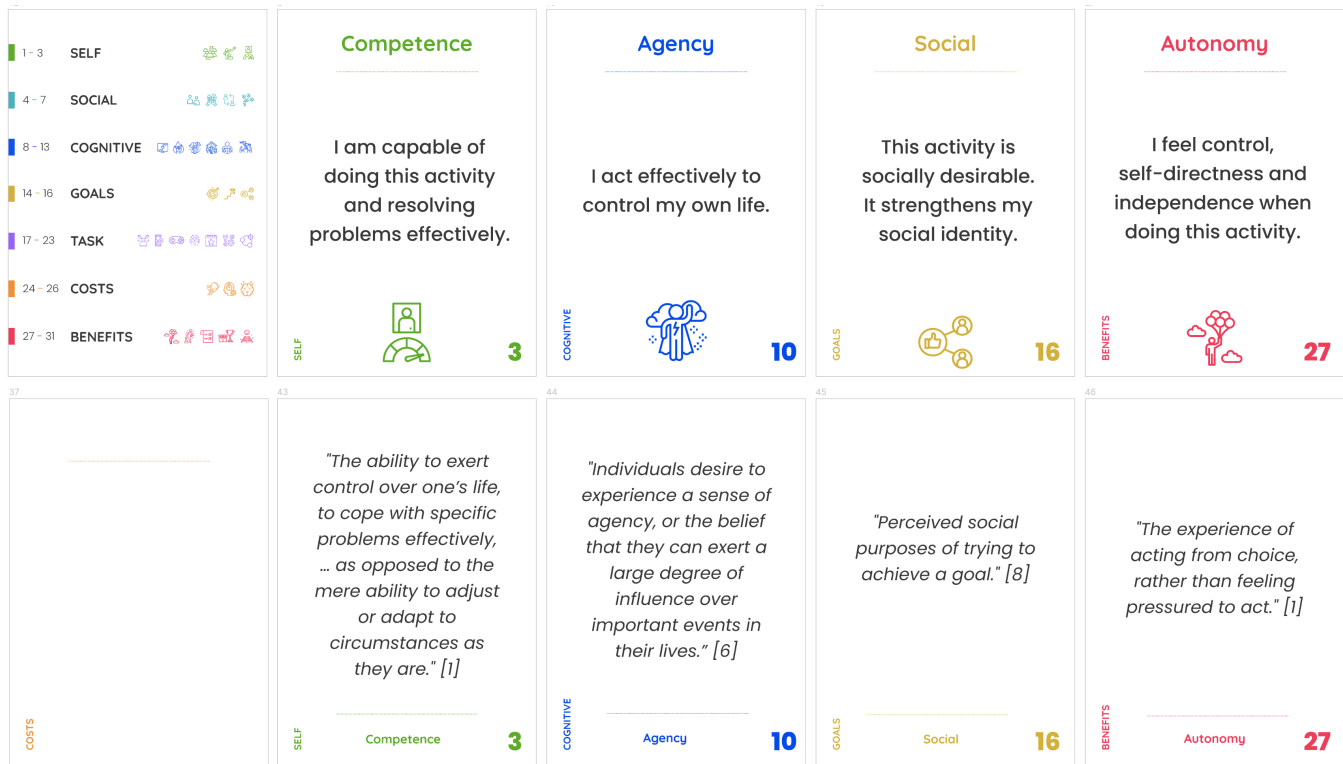 1 - 3 SELF
4 - 7 SOCIAL
8 - 13 COGNITIVE
14 - 16 GOALS
17 - 23 TASK
24 - 26 COSTS
27 - 31 BENEFITS
Competence
I am capable of
doing this activity
and resolving
problems effectively.
SELF
3
Agency
I act effectively to
control my own life.
COGNITIVE
10
Social
This activity is
socially desirable.
It strengthens my
social identity.
GOALS
16
Autonomy
I feel control,
self-directness and
independence when
doing this activity.
BENEFITS
27
37
COSTS
43
"The ability to exert
control over one's life,
to cope with specific
problems effectively,
... as opposed to the
mere ability to adjust
or adapt to
circumstances as
they are." [1]
SELF
Competence
3
44
"Individuals desire to
experience a sense of
agency, or the belief
that they can exert a
large degree of
influence over
important events in
their lives.” [6]
COGNITIVE
Agency
10
45
"Perceived social
purposes of trying to
achieve a goal." [8]
GOALS
Social
16
46
"The experience of
acting from choice,
rather than feeling
pressured to act." [1]
BENEFITS
Autonomy
27